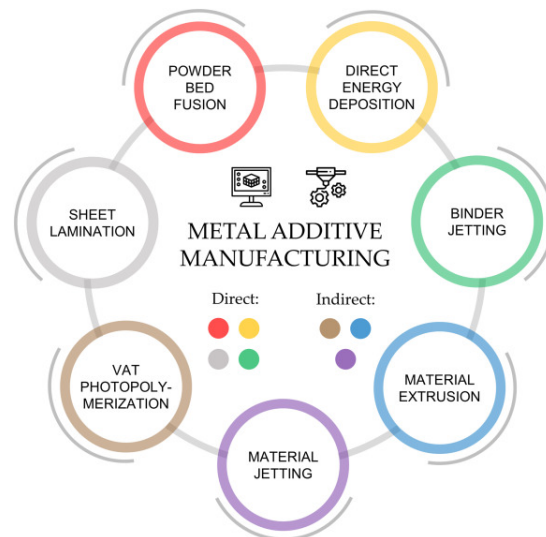 POWDER
BED
FUSION
DIRECT
ENERGY
DEPOSITION
SHEET
LAMINATION
BINDER
JETTING
METAL ADDITIVE
MANUFACTURING
Direct:
Indirect:
VAT
PHOTOPOLY-
MERIZATION
MATERIAL
EXTRUSION
MATERIAL
JETTING